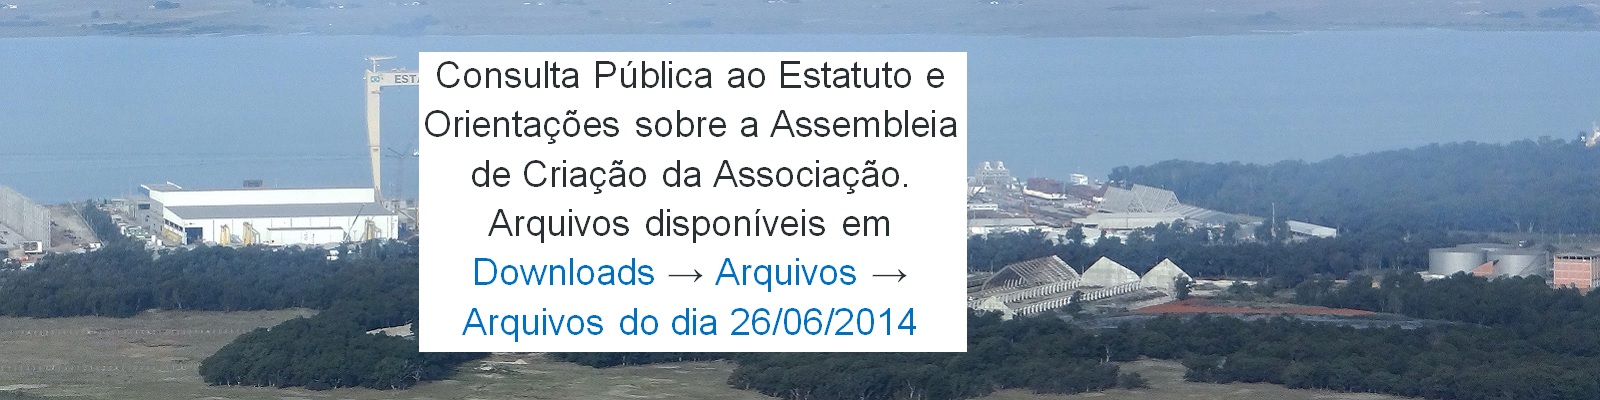 ESTA
Consulta Pública ao Estatuto e
Orientações sobre a Assembleia
de Criação da Associação.
Arquivos disponíveis em
Downloads → Arquivos →
Arquivos do dia 26/06/2014